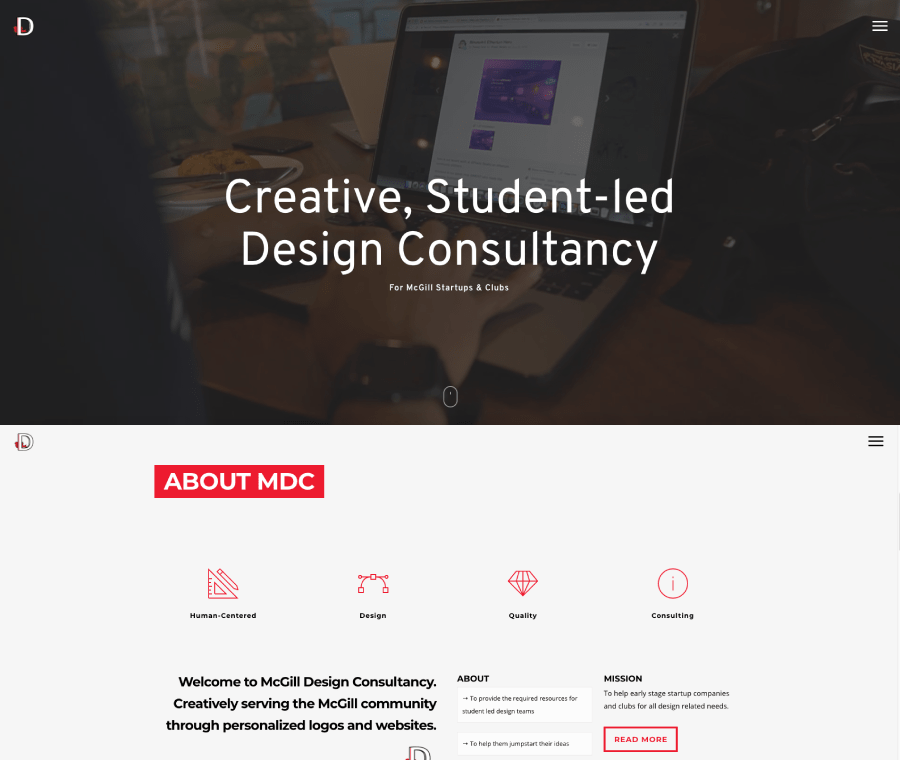 D
Creative, Student-led
Design Consultancy
For McGill Startups & Clubs
D
ABOUT MDC
Human-Centered
Design
Quality
Consulting
Welcome to McGill Design Consultancy.
Creatively serving the McGill community
through personalized logos and websites.
D
ABOUT
→ To provide the required resources for
student led design teams
→ To help them jumpstart their ideas
MISSION
To help early stage startup companies
and clubs for all design related needs.
READ MORE